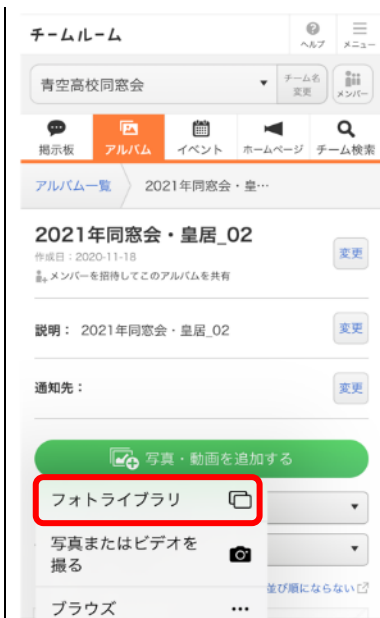 チームルーム
ヘルプ
メニュー
青空高校同窓会
チーム名
変更
メンバー
掲示板
アルバム
イベント
ホームページ
チーム検索
アルバム一覧
2021年同窓会・皇…
2021年同窓会・皇居_02
作成日：2020-11-18
メンバーを招待してこのアルバムを共有
変更
説明： 2021年同窓会・皇居_02
変更
通知先：
変更
写真・動画を追加する
フォトライブラリ
写真またはビデオを
撮る
並び順にならない
ブラウズ